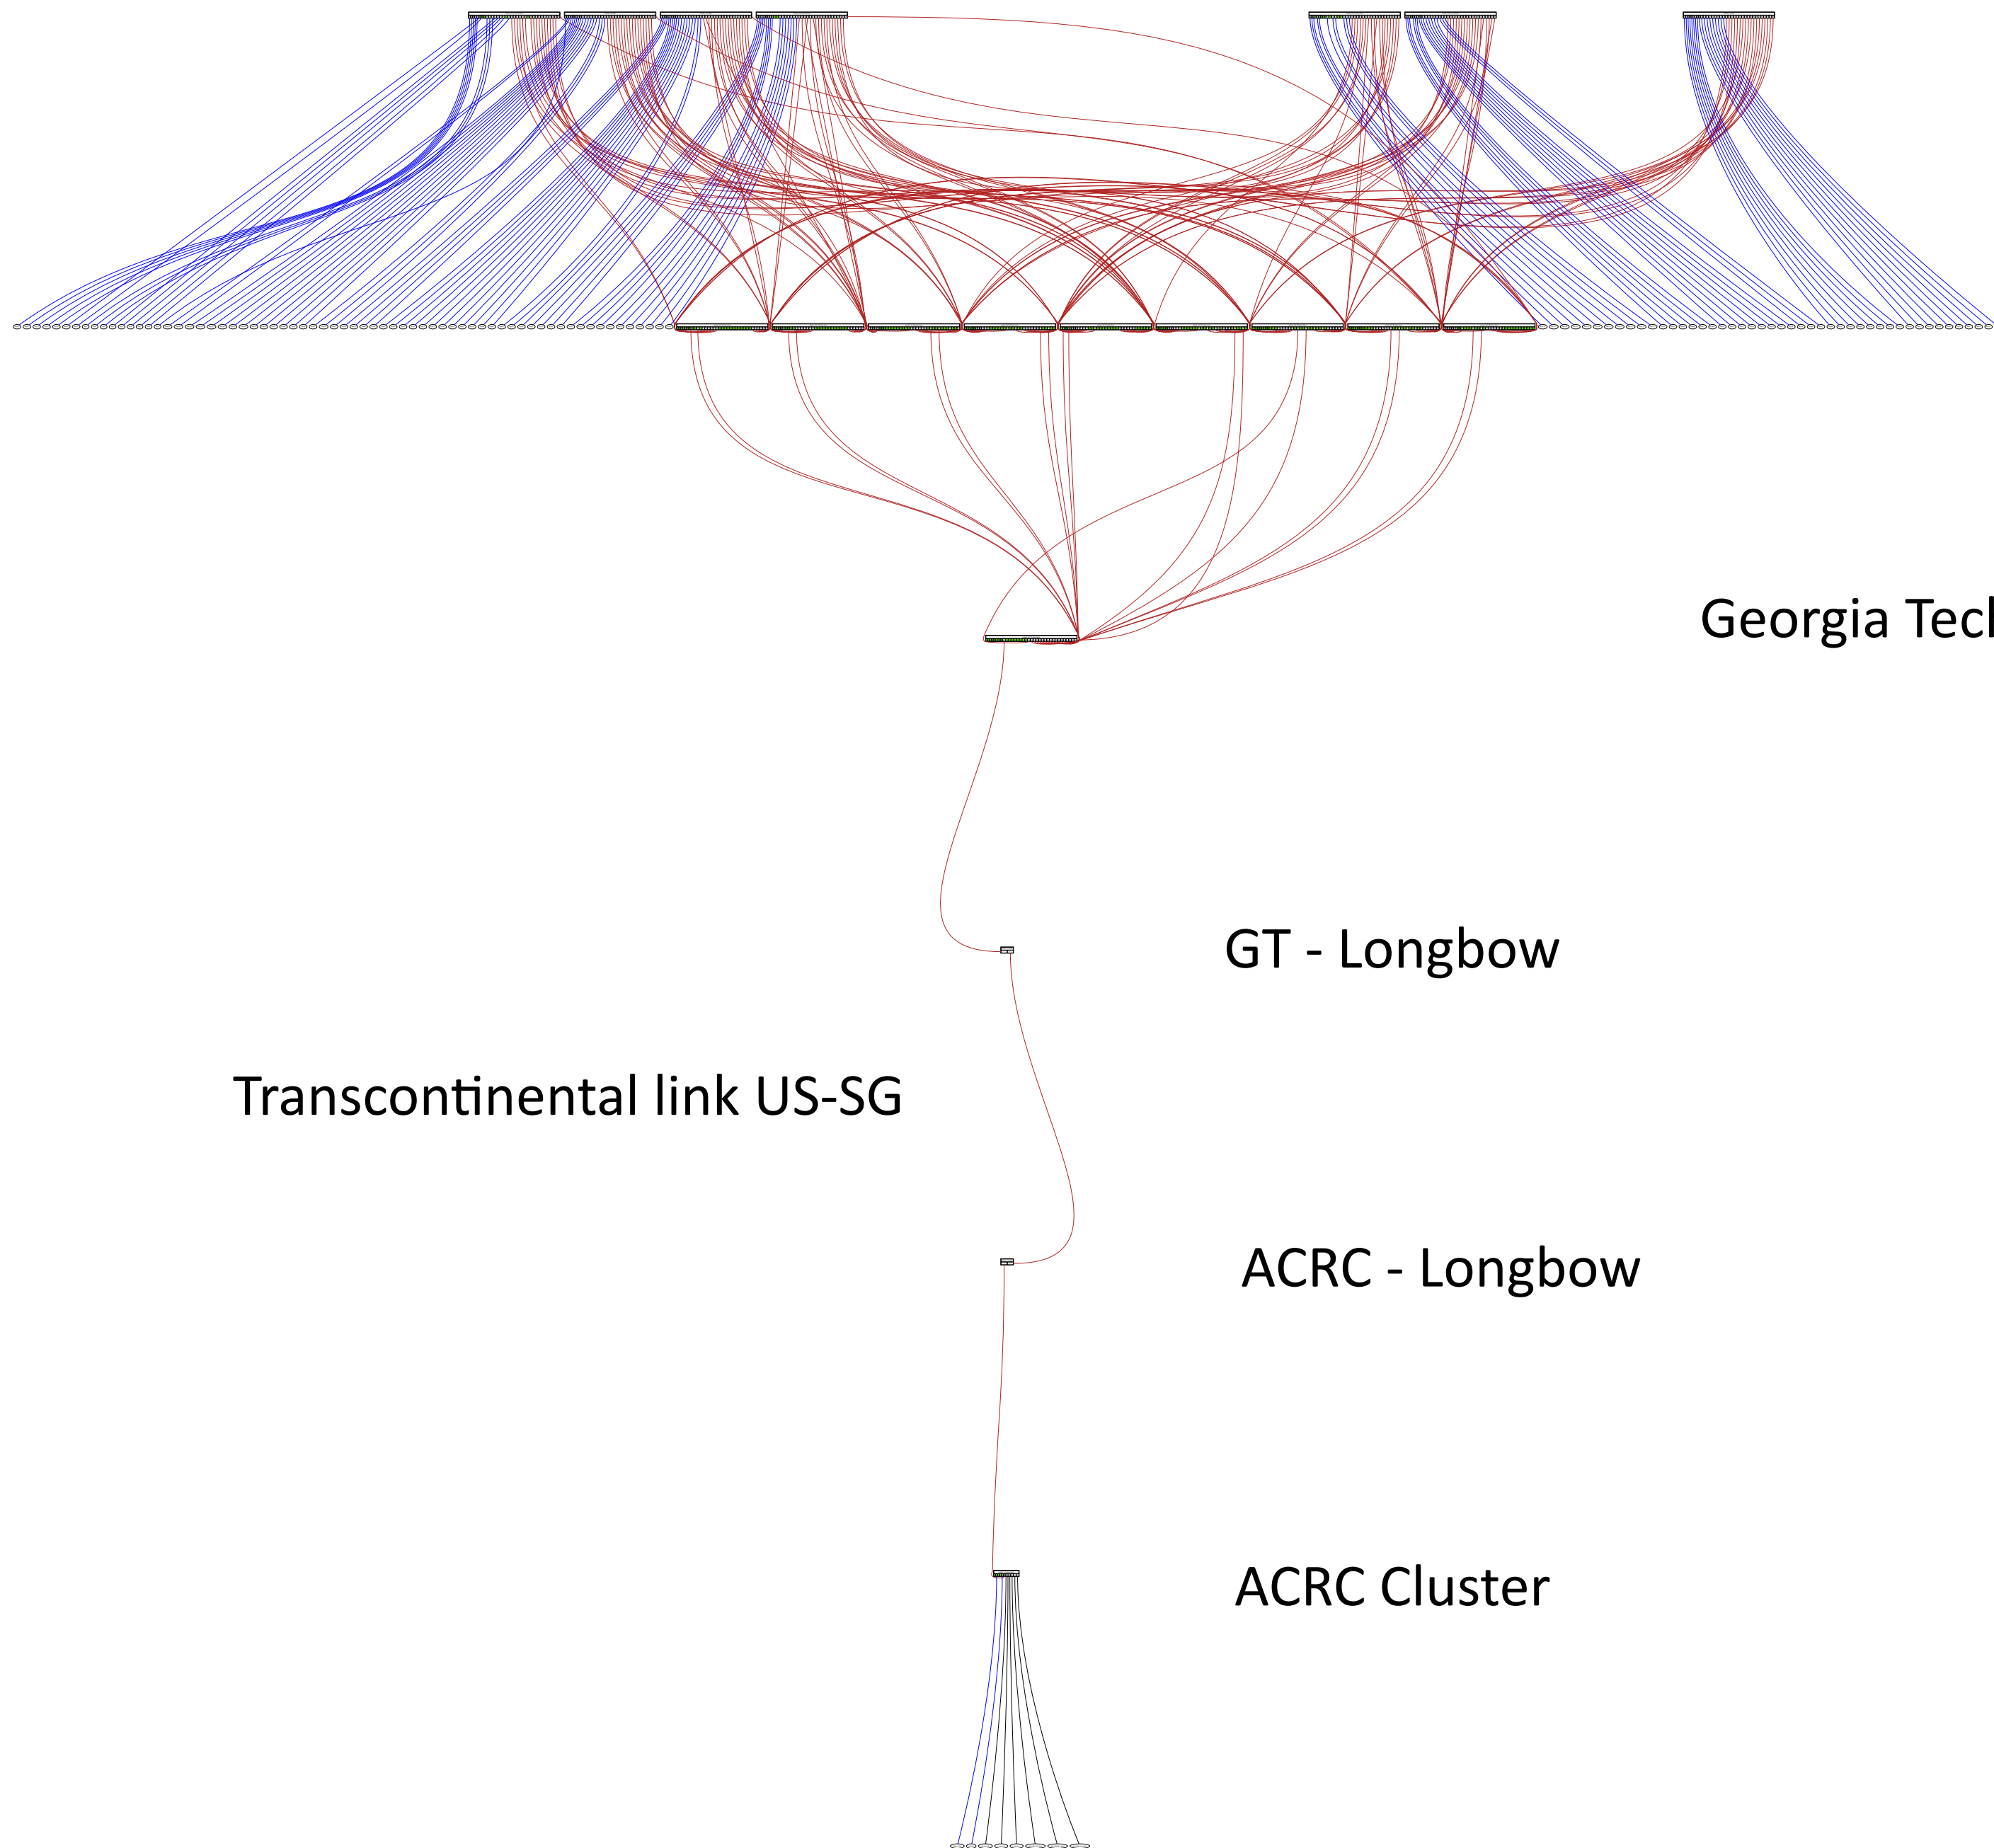 Georgia Tecl
GT - Longbow
Transcontinental link US-SG
ACRC - Longbow
ACRC Cluster